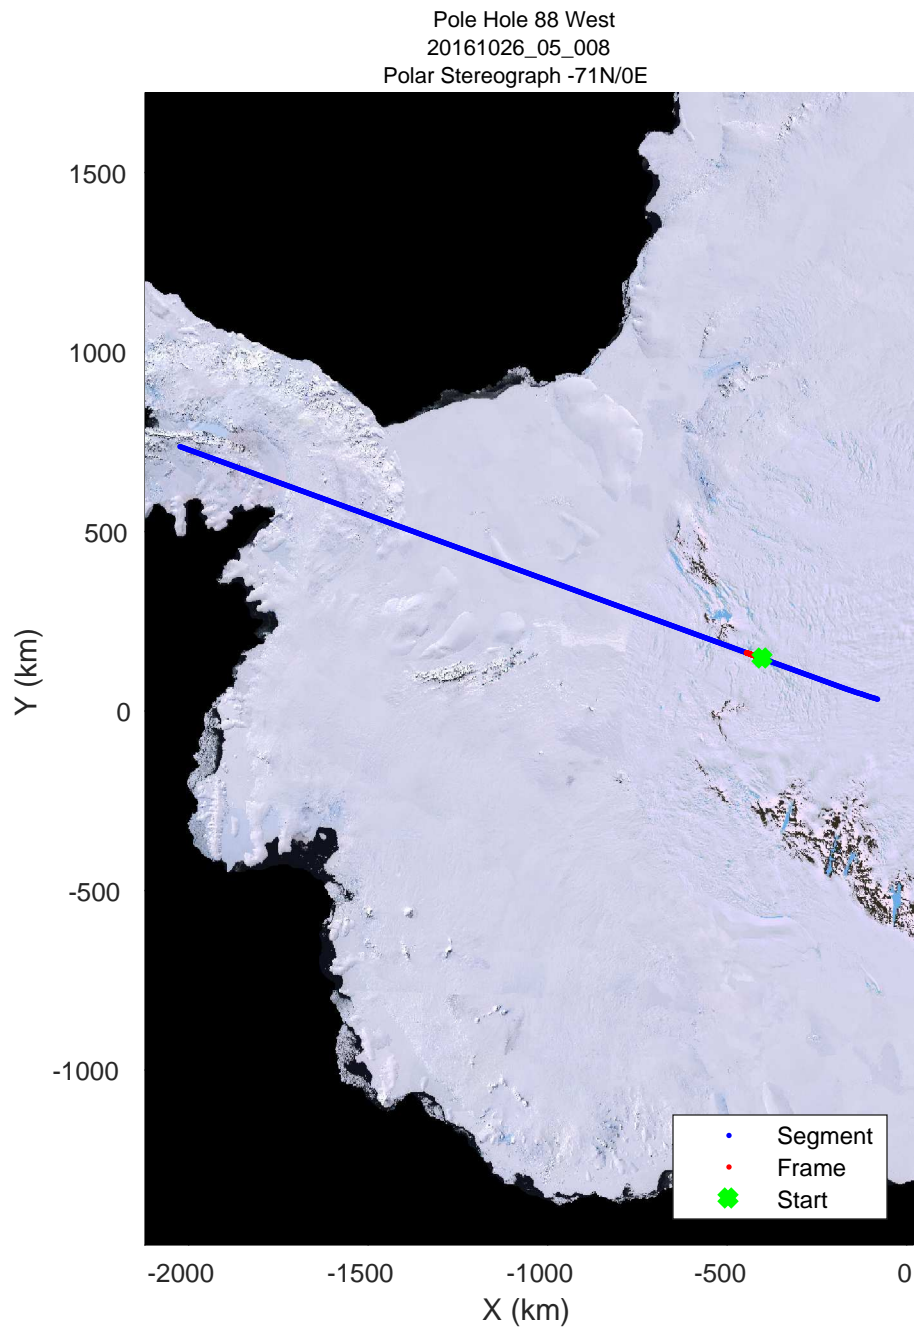 Pole Hole 88 West
20161026_05_008
Polar Stereograph -71N/0E
1500
1000
500
0
-500
-1000
Y (km)
-2000
-1500
-1000
-500
0
X (km)
Segment
Frame
Start